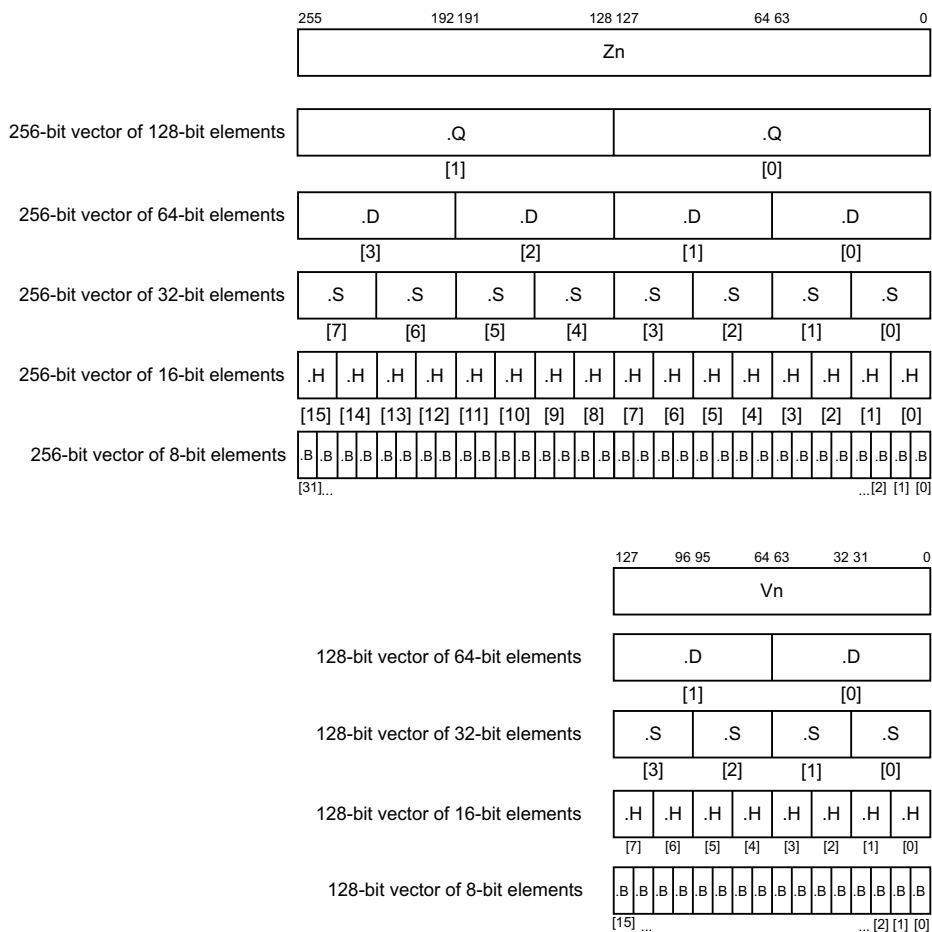 255 192 191 128 127 64 63 0
Zn
256-bit vector of 128-bit elements .Q .Q
[1] [0]
256-bit vector of 64-bit elements .D .D .D .D
[3] [2] [1] [0]
256-bit vector of 32-bit elements .S .S .S .S .S .S .S .S
[7] [6] [5] [4] [3] [2] [1] [0]
256-bit vector of 16-bit elements .H .H .H .H .H .H .H .H .H .H .H .H .H .H .H .H
[15] [14] [13] [12] [11] [10] [9] [8] [7] [6] [5] [4] [3] [2] [1] [0]
256-bit vector of 8-bit elements .B .B .B .B .B .B .B .B .B .B .B .B .B .B .B .B .B .B .B .B .B .B .B .B .B .B .B .B .B .B .B .B
[31]... ...[2] [1] [0]
127 96 95 64 63 32 31 0
Vn
128-bit vector of 64-bit elements .D .D
[1] [0]
128-bit vector of 32-bit elements .S .S .S .S
[3] [2] [1] [0]
128-bit vector of 16-bit elements .H .H .H .H .H .H .H .H
[7] [6] [5] [4] [3] [2] [1] [0]
128-bit vector of 8-bit elements .B .B .B .B .B .B .B .B .B .B .B .B .B .B .B .B
[15] ... ...[2] [1] [0]